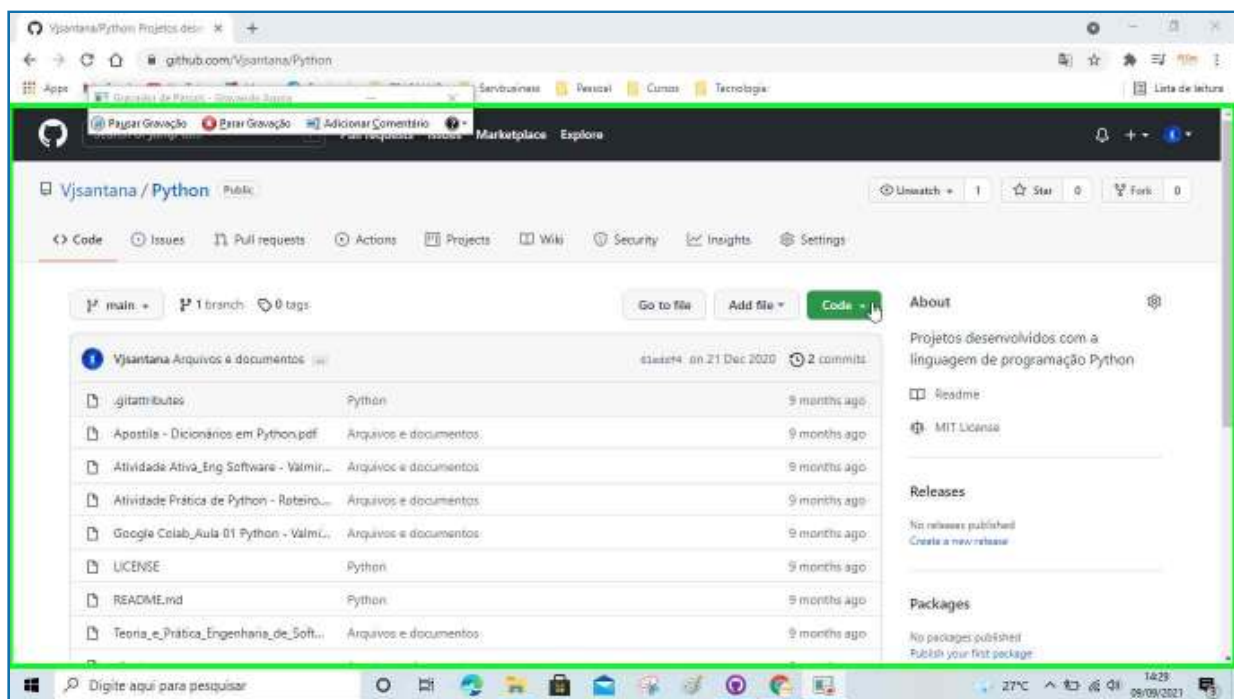 Vjsantana/Python: Projetos dese
github.com/Vjsantana/Python
Apps
Servbusiness Pessoal Cursos Tecnologia Lista de leitura
Gravador de Passos - Gravando Agora
Pausar Gravação Parar Gravação Adicionar Comentário
Pull requests Issues Marketplace Explore
Vjsantana / Python Public
Unwatch 1 Star 0 Fork 0
<> Code Issues Pull requests Actions Projects Wiki Security Insights Settings
main 1 branch 0 tags Go to file Add file Code
About
Projetos desenvolvidos com a
linguagem de programação Python
Readme
MIT License
Releases
No releases published
Create a new release
Packages
No packages published
Publish your first package
Vjsantana Arquivos e documentos ... on 21 Dec 2020 2 commits
.gitattributes Python 9 months ago
Apostila - Dicionários em Python.pdf Arquivos e documentos 9 months ago
Atividade Ativa_Eng Software - Valmir... Arquivos e documentos 9 months ago
Atividade Prática de Python - Roteiro... Arquivos e documentos 9 months ago
Google Colab_Aula 01 Python - Valmi... Arquivos e documentos 9 months ago
LICENSE Python 9 months ago
README.md Python 9 months ago
Teoria_e_Prática_Engenharia_de_Soft... Arquivos e documentos 9 months ago
Digite aqui para pesquisar 27°C 14:29
09/09/2021